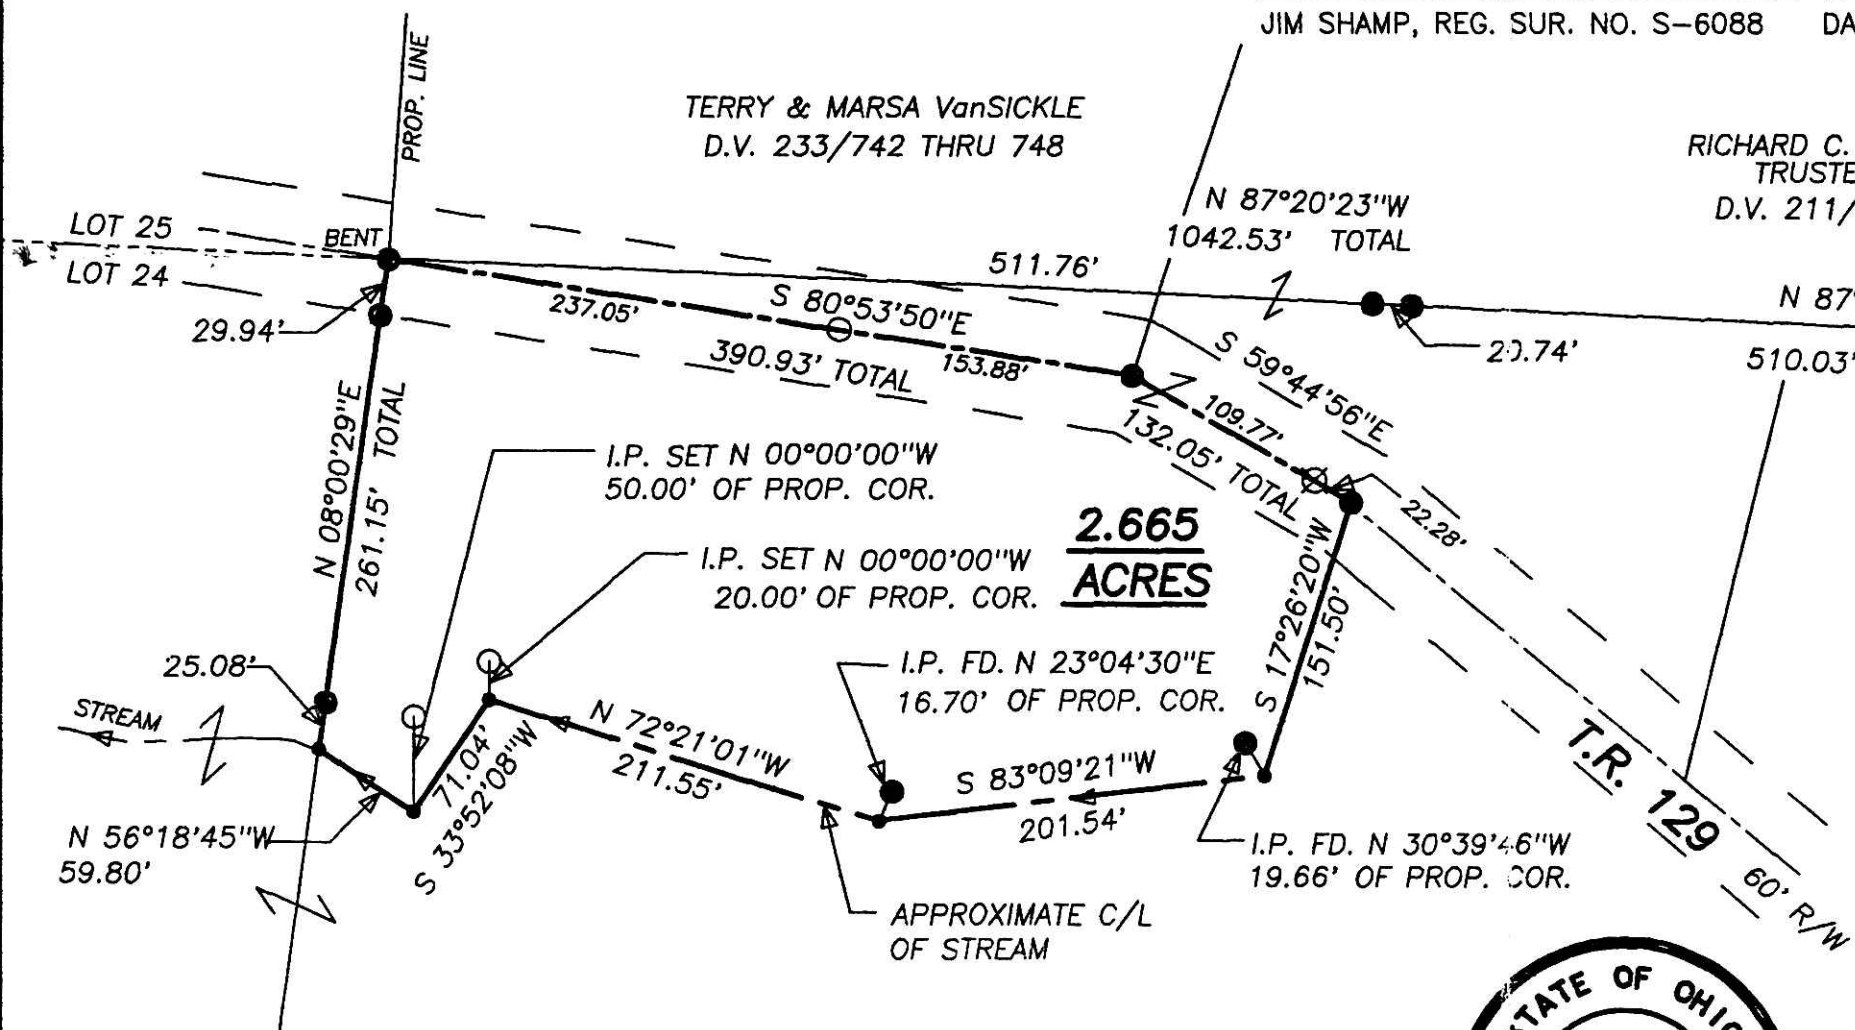 JIM SHAMP, REG. SUR. NO. S-6088 DA
PROP. LINE
TERRY & MARSA VanSICKLE
D.V. 233/742 THRU 748
RICHARD C.
TRUSTE
D.V. 211/
N 87°20'23"W
1042.53' TOTAL
LOT 25
BENT
LOT 24
511.76'
N 87°
29.94'
237.05'
S 80°53'50"E
390.93' TOTAL
153.88'
S 59°44'56"E
109.77'
132.05' TOTAL
510.03'
N 08°00'29"E
261.15' TOTAL
I.P. SET N 00°00'00"W
50.00' OF PROP. COR.
22.28'
2.665
ACRES
I.P. SET N 00°00'00"W
20.00' OF PROP. COR.
S 17°26'20"W
151.50'
25.08'
I.P. FD. N 23°04'30"E
16.70' OF PROP. COR.
STREAM
N 72°21'01"W
211.55'
71.04'
S 33°52'08"W
S 83°09'21"W
201.54'
T.R. 129
60' R/W
N 56°18'45"W
59.80'
I.P. FD. N 30°39'46"W
19.66' OF PROP. COR.
APPROXIMATE C/L
OF STREAM
STATE OF OHIO